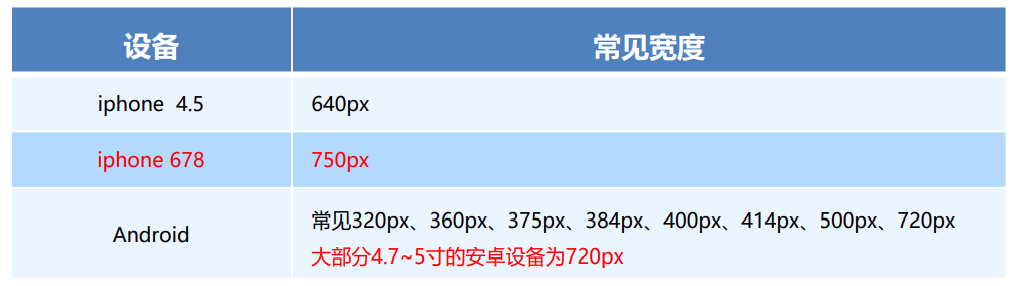 设备 常见宽度
iphone 4.5 640px
iphone 678 750px
Android 常见320px、360px、375px、384px、400px、414px、500px、720px
大部分4.7~5寸的安卓设备为720px